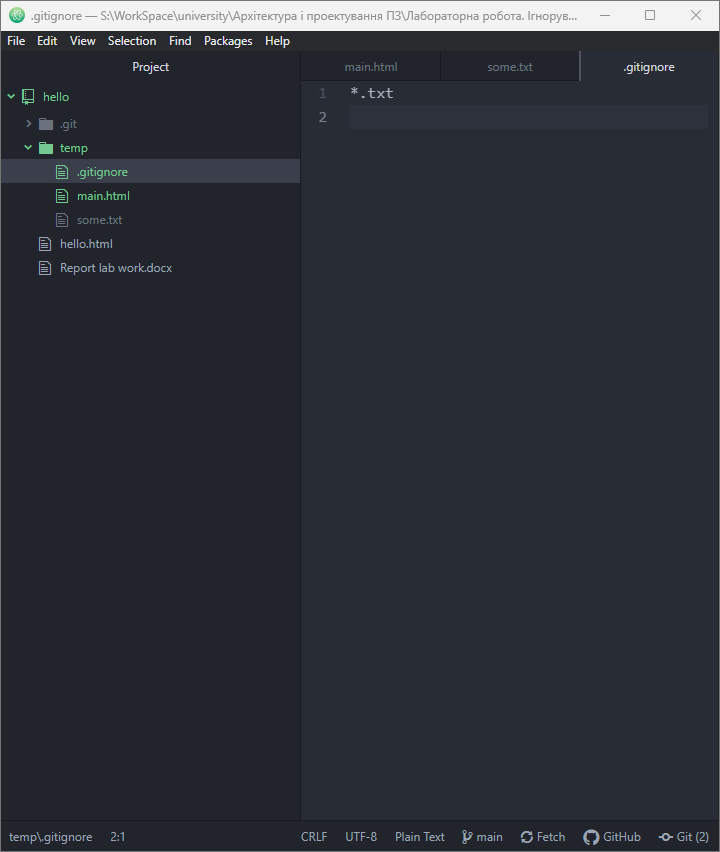 .gitignore — S:\WorkSpace\university\Архітектура і проектування ПЗ\Лабораторна робота. Ігнорув...
File Edit View Selection Find Packages Help
Project
main.html some.txt .gitignore
hello
.git
temp
.gitignore
main.html
some.txt
hello.html
Report lab work.docx
1 *.txt
2
temp\.gitignore 2:1 CRLF UTF-8 Plain Text main Fetch GitHub Git (2)